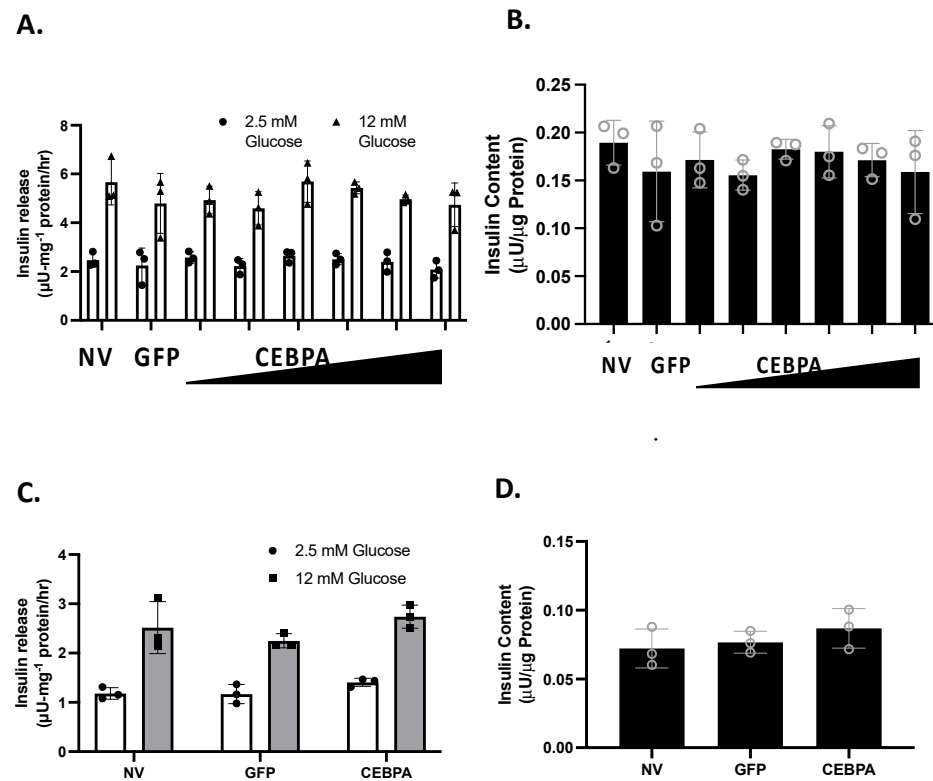 A.
2.5 mM
Glucose
12 mM
Glucose
Insulin release
(µU-mg⁻¹ protein/hr)
8
6
4
2
0
NV
GFP
CEBPA
B.
Insulin Content
(µU/µg Protein)
0.25
0.20
0.15
0.10
0.05
0.00
NV
GFP
CEBPA
C.
2.5 mM Glucose
12 mM Glucose
Insulin release
(µU-mg⁻¹ protein/hr)
4
3
2
1
0
NV
GFP
CEBPA
D.
Insulin Content
(µU/µg Protein)
0.15
0.10
0.05
0.00
NV
GFP
CEBPA